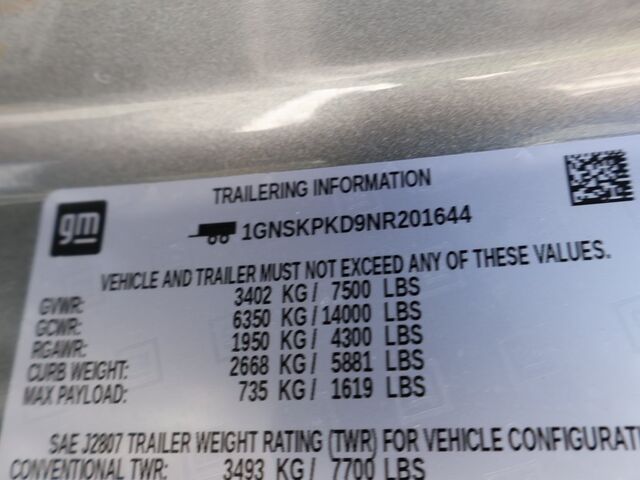 gm
TRAILERING INFORMATION
1GNSKPKD9NR201644
VEHICLE AND TRAILER MUST NOT EXCEED ANY OF THESE VALUES.
GVWR: 3402 KG/ 7500 LBS
GCWR: 6350 KG/14000 LBS
RGAWR: 1950 KG/ 4300 LBS
CURB WEIGHT: 2668 KG/ 5881 LBS
MAX PAYLOAD: 735 KG/ 1619 LBS
SAE J2807 TRAILER WEIGHT RATING (TWR) FOR VEHICLE CONFIGURATI
CONVENTIONAL TWR: 3493 KG/ 7700 LBS